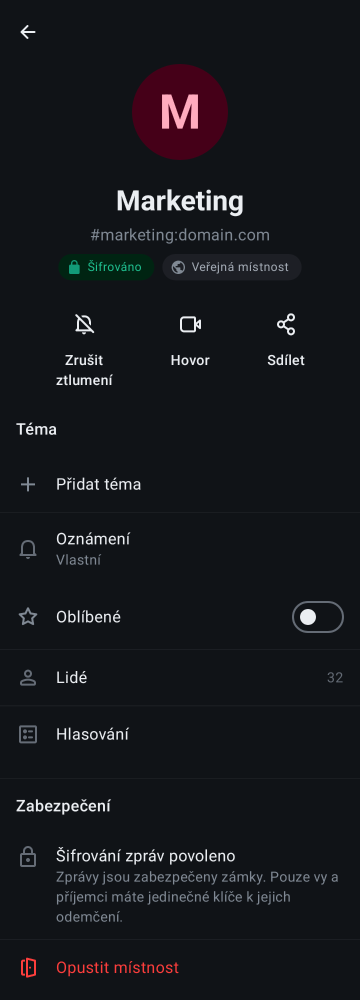 M
Marketing
#marketing:domain.com
Šifrováno
Veřejná místnost
Zrušit
ztlumení
Hovor
Sdílet
Téma
Přidat téma
Oznámení
Vlastní
Oblíbené
Lidé
32
Hlasování
Zabezpečení
Šifrování zpráv povoleno
Zprávy jsou zabezpečeny zámky. Pouze vy a
příjemci máte jedinečné klíče k jejich
odemčení.
Opustit místnost